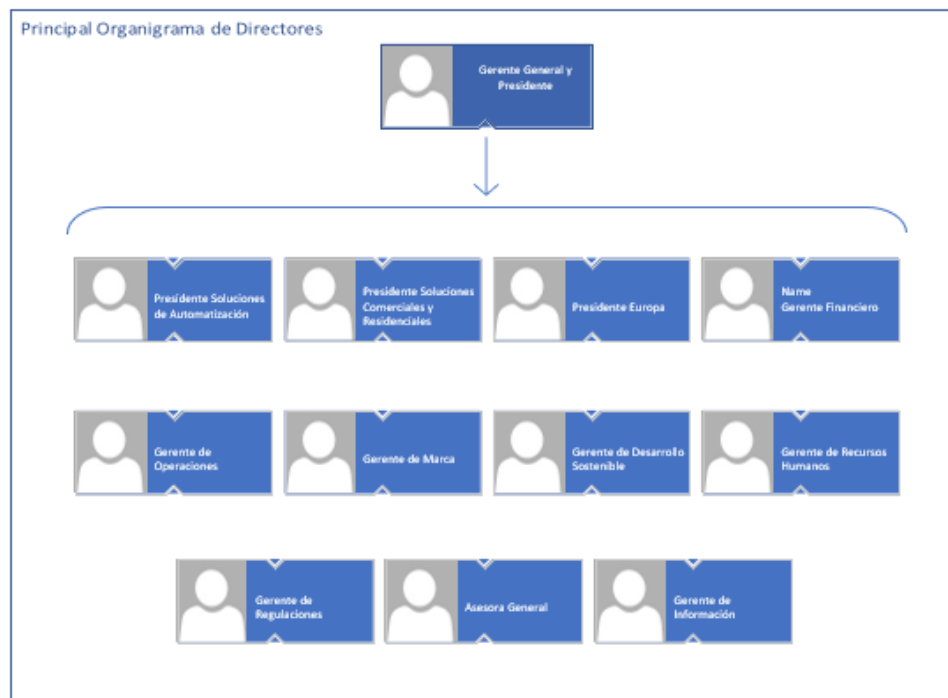 Principal Organigrama de Directores
Gerente General y
Presidente
Presidente Soluciones
de Automatización
Presidente Soluciones
Comerciales y
Residenciales
Presidente Europa
Name
Gerente Financiero
Gerente de
Operaciones
Gerente de Marca
Gerente de Desarrollo
Sostenible
Gerente de Recursos
Humanos
Gerente de
Regulaciones
Asesora General
Gerente de
Información